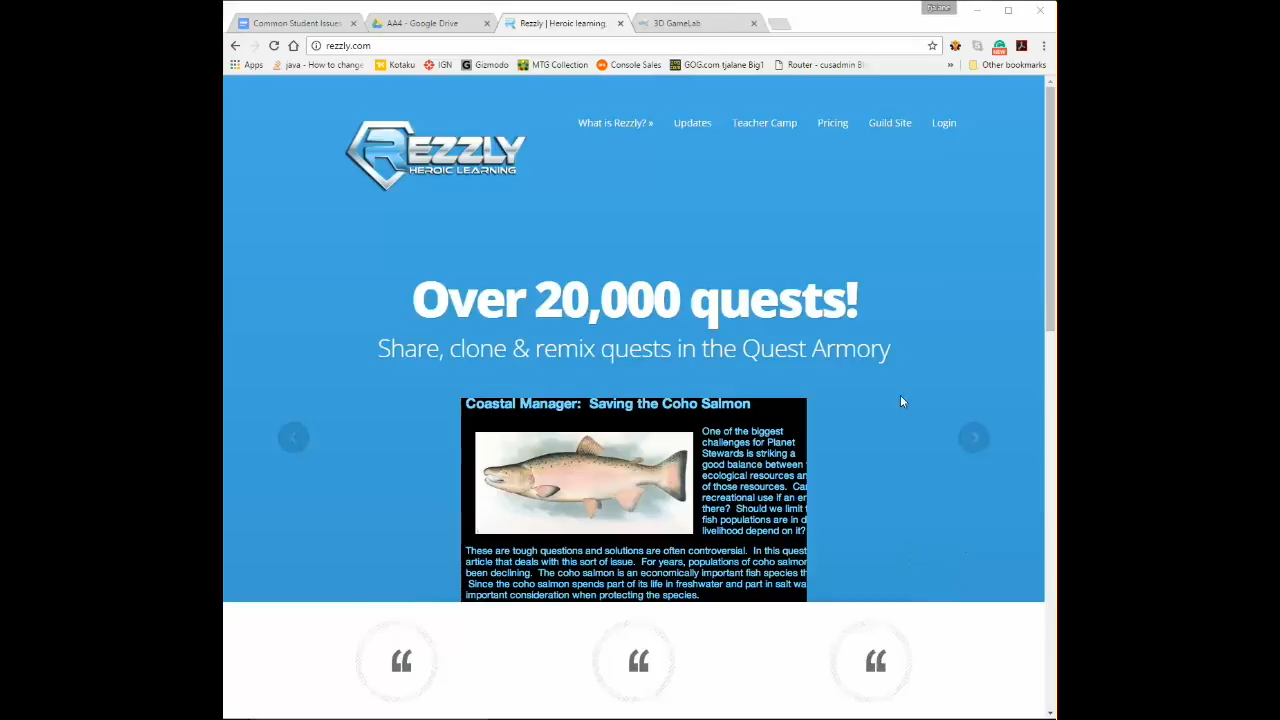 tjalane
Common Student Issues
AA4 - Google Drive
Rezzly | Heroic learning,
3D GameLab
rezzly.com
Apps
java - How to change
Kotaku
IGN
Gizmodo
MTG Collection
Console Sales
GOG.com tjalane Big1
Router - cusadmin
Other bookmarks
REZZLY
HEROIC LEARNING
What is Rezzly? »
Updates
Teacher Camp
Pricing
Guild Site
Login
Over 20,000 quests!
Share, clone & remix quests in the Quest Armory
Coastal Manager: Saving the Coho Salmon
One of the biggest
challenges for Planet
Stewards is striking a
good balance between
ecological resources
of those resources.
recreational use if an
there? Should we limit
fish populations are in
livelihood depend on it?
These are tough questions and solutions are often controversial. In this quest
article that deals with this sort of issue. For years, populations of coho salmon
been declining. The coho salmon is an economically important fish species
Since the coho salmon spends part of its life in freshwater and part in salt
important consideration when protecting the species.